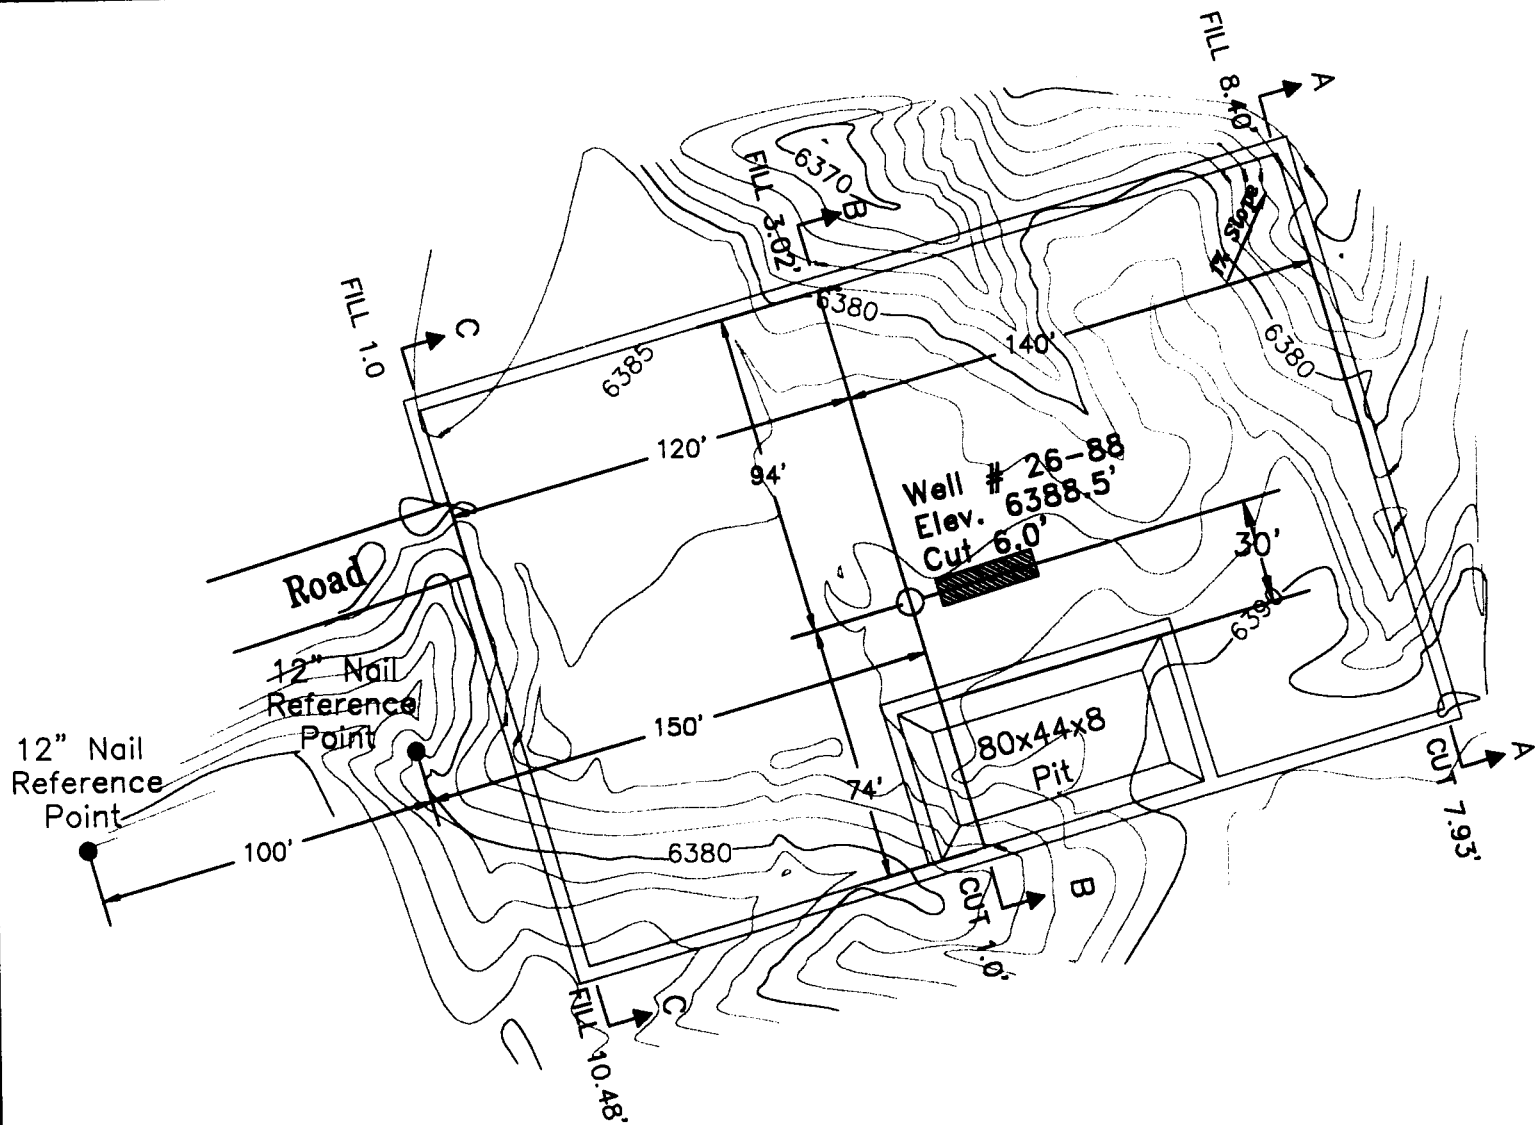 FILL 8.40'
A
6370
B
FILL 3.02'
1% Slope
FILL 1.0
C
6380
6380
140'
6385
120'
94'
Well # 26-88
Elev. 6388.5'
Cut 6.0'
30'
Road
6390
12" Nail
Reference
Point
12" Nail
Reference
Point
150'
80x44x8
Pit
74'
A
CUT 7.93'
100'
6380
CUT 1.0'
B
C
FILL 10.48'